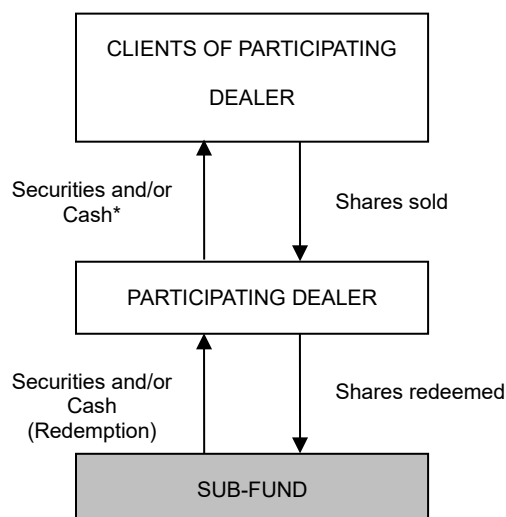 CLIENTS OF PARTICIPATING
DEALER
Securities and/or
Cash*
Shares sold
PARTICIPATING DEALER
Securities and/or
Cash
(Redemption)
Shares redeemed
SUB-FUND